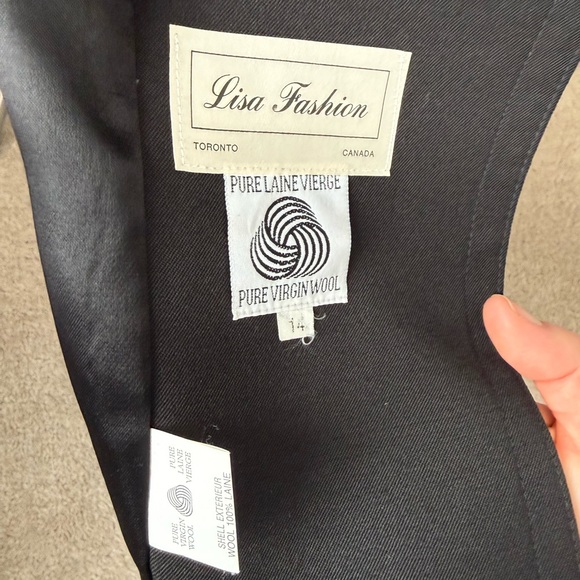 Lisa Fashion
TORONTO CANADA
PURE LAINE VIERGE
PURE VIRGIN WOOL
14
PURE
LAINE
VIERGE
PURE
VIRGIN
WOOL
SHELL EXTERIEUR
WOOL 100% LAINE